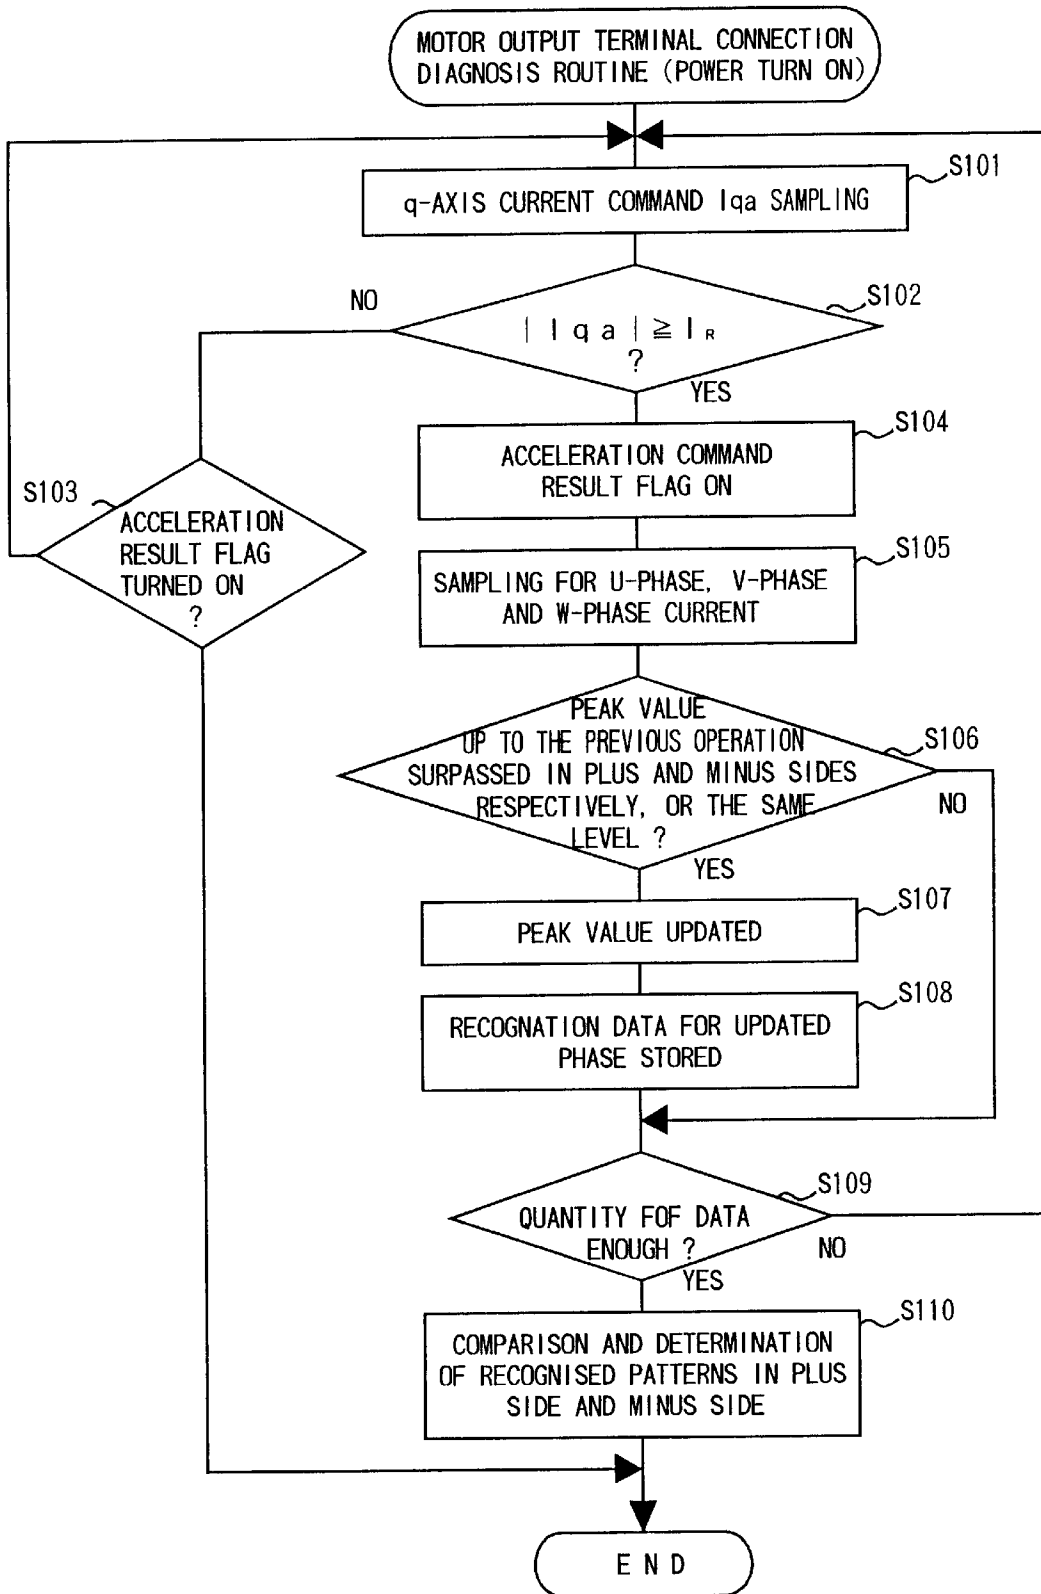 MOTOR OUTPUT TERMINAL CONNECTION
DIAGNOSIS ROUTINE (POWER TURN ON)
S101
q-AXIS CURRENT COMMAND Iqa SAMPLING
NO
S102
| I q a | ≧ I R
?
YES
S104
ACCELERATION COMMAND
RESULT FLAG ON
S103
ACCELERATION
RESULT FLAG
TURNED ON
?
S105
SAMPLING FOR U-PHASE, V-PHASE
AND W-PHASE CURRENT
PEAK VALUE
UP TO THE PREVIOUS OPERATION
SURPASSED IN PLUS AND MINUS SIDES
RESPECTIVELY, OR THE SAME
LEVEL ?
S106
NO
YES
S107
PEAK VALUE UPDATED
S108
RECOGNATION DATA FOR UPDATED
PHASE STORED
S109
QUANTITY FOF DATA
ENOUGH ?
NO
YES
S110
COMPARISON AND DETERMINATION
OF RECOGNISED PATTERNS IN PLUS
SIDE AND MINUS SIDE
E N D